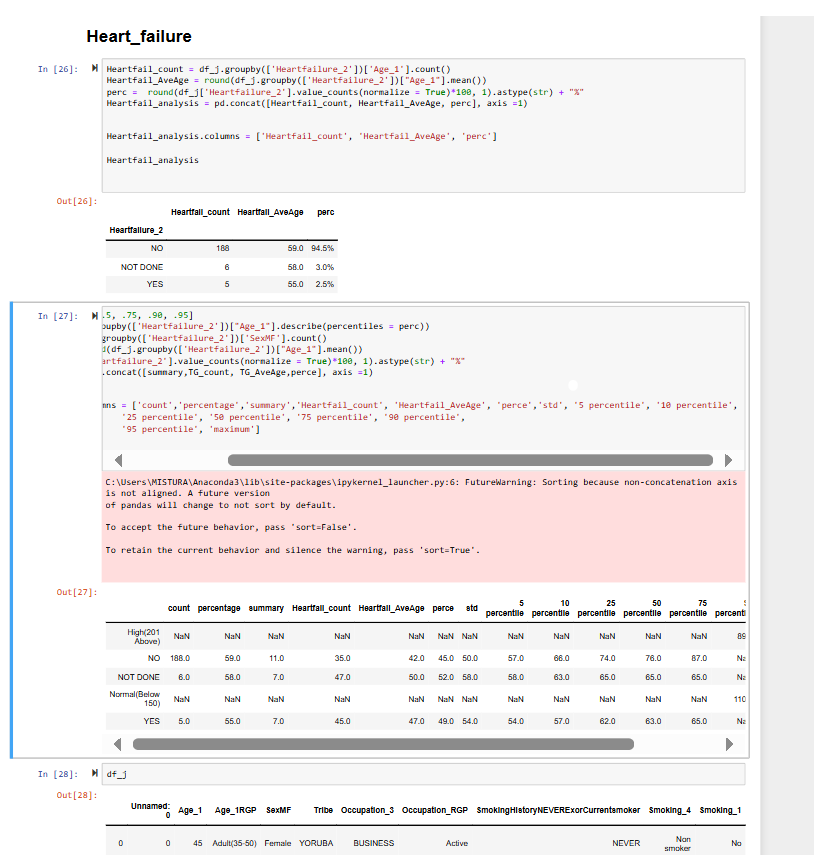 Heart_failure
In [26]:
Heartfail_count = df_j.groupby(['Heartfailure_2'])['Age_1'].count()
Heartfail_AveAge = round(df_j.groupby(['Heartfailure_2'])["Age_1"].mean())
perc =  round(df_j['Heartfailure_2'].value_counts(normalize = True)*100, 1).astype(str) + "%"
Heartfail_analysis = pd.concat([Heartfail_count, Heartfail_AveAge, perc], axis =1)
Heartfail_analysis.columns = ['Heartfail_count', 'Heartfail_AveAge', 'perc']
Heartfail_analysis
Out[26]:
Heartfail_count Heartfail_AveAge perc
Heartfailure_2
NO 188 59.0 94.5%
NOT DONE 6 58.0 3.0%
YES 5 55.0 2.5%
In [27]:
.5, .75, .90, .95]
oupby(['Heartfailure_2'])["Age_1"].describe(percentiles = perc))
groupby(['Heartfailure_2'])['SexMF'].count()
d(df_j.groupby(['Heartfailure_2'])["Age_1"].mean())
artfailure_2'].value_counts(normalize = True)*100, 1).astype(str) + "%"
.concat([summary,TG_count, TG_AveAge,perce], axis =1)
mns = ['count','percentage','summary','Heartfail_count', 'Heartfail_AveAge', 'perce','std', '5 percentile', '10 percentile',
'25 percentile', '50 percentile', '75 percentile', '90 percentile',
'95 percentile', 'maximum']
C:\Users\MISTURA\Anaconda3\lib\site-packages\ipykernel_launcher.py:6: FutureWarning: Sorting because non-concatenation axis
is not aligned. A future version
of pandas will change to not sort by default.
To accept the future behavior, pass 'sort=False'.
To retain the current behavior and silence the warning, pass 'sort=True'.
Out[27]:
count percentage summary Heartfail_count Heartfail_AveAge perce std 5 percentile 10 percentile 25 percentile 50 percentile 75 percentile percenti
High(201 Above) NaN NaN NaN NaN NaN NaN NaN NaN NaN NaN NaN NaN 89
NO 188.0 59.0 11.0 35.0 42.0 45.0 50.0 57.0 66.0 74.0 76.0 87.0 Na
NOT DONE 6.0 58.0 7.0 47.0 50.0 52.0 58.0 58.0 63.0 65.0 65.0 65.0 Na
Normal(Below 150) NaN NaN NaN NaN NaN NaN NaN NaN NaN NaN NaN NaN 110
YES 5.0 55.0 7.0 45.0 47.0 49.0 54.0 54.0 57.0 62.0 63.0 65.0 Na
In [28]:
df_j
Out[28]:
Unnamed: 0 Age_1 Age_1RGP SexMF Tribe Occupation_3 Occupation_RGP SmokingHistoryNEVERExorCurrentsmoker Smoking_4 Smoking_1
0 0 45 Adult(35-50) Female YORUBA BUSINESS Active NEVER Non smoker No